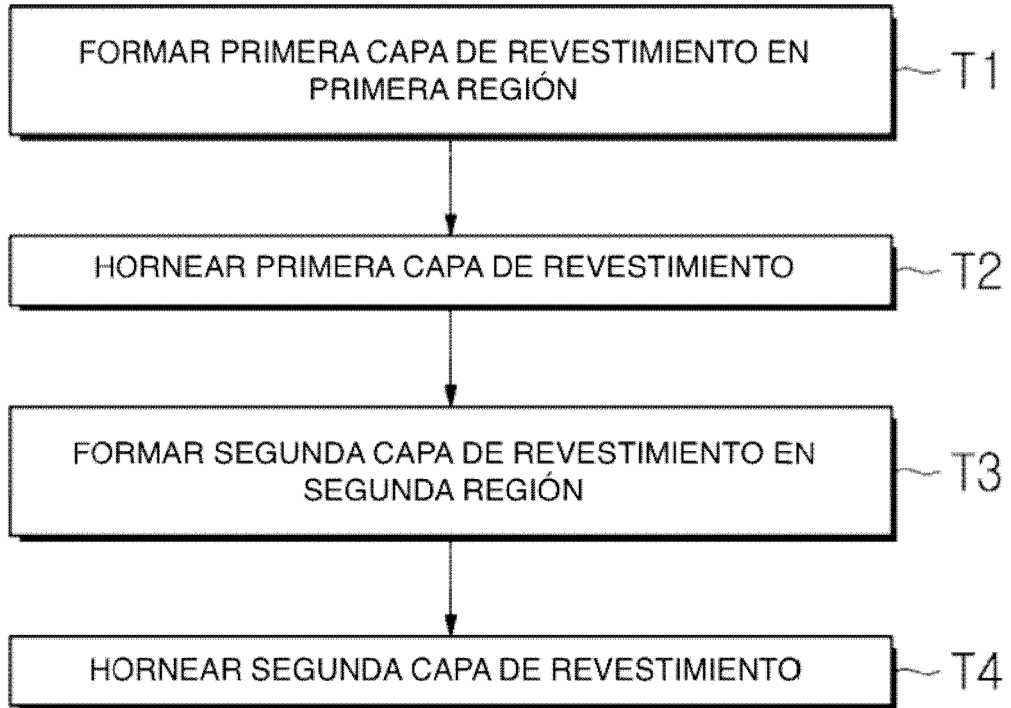 FORMAR PRIMERA CAPA DE REVESTIMIENTO EN
PRIMERA REGIÓN
T1
HORNEAR PRIMERA CAPA DE REVESTIMIENTO
T2
FORMAR SEGUNDA CAPA DE REVESTIMIENTO EN
SEGUNDA REGIÓN
T3
HORNEAR SEGUNDA CAPA DE REVESTIMIENTO
T4